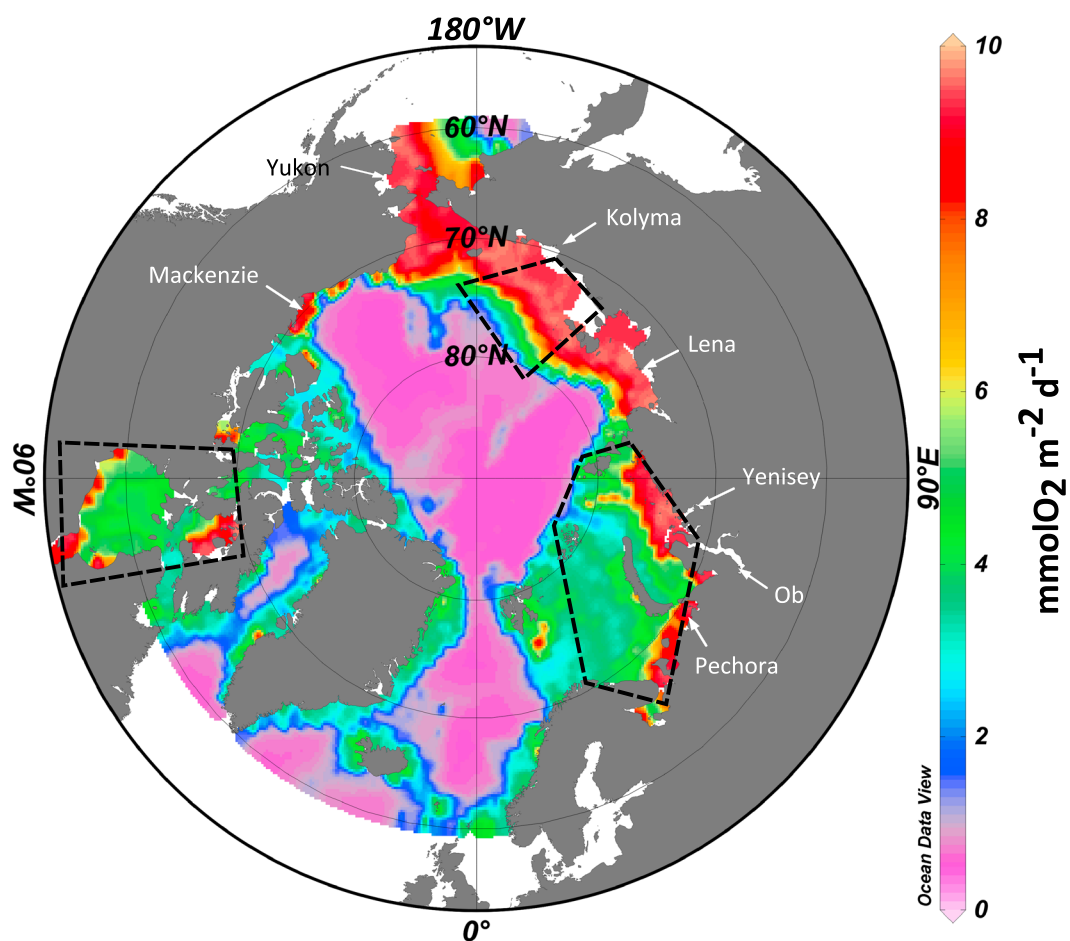 180°W
10
60°N
Yukon
Kolyma
8
70°N
Mackenzie
80°N
Lena
6
90°W
90°E
Yenisey
mmolO2 m-2 d-1
4
Ob
Pechora
2
Ocean Data View
0
0°